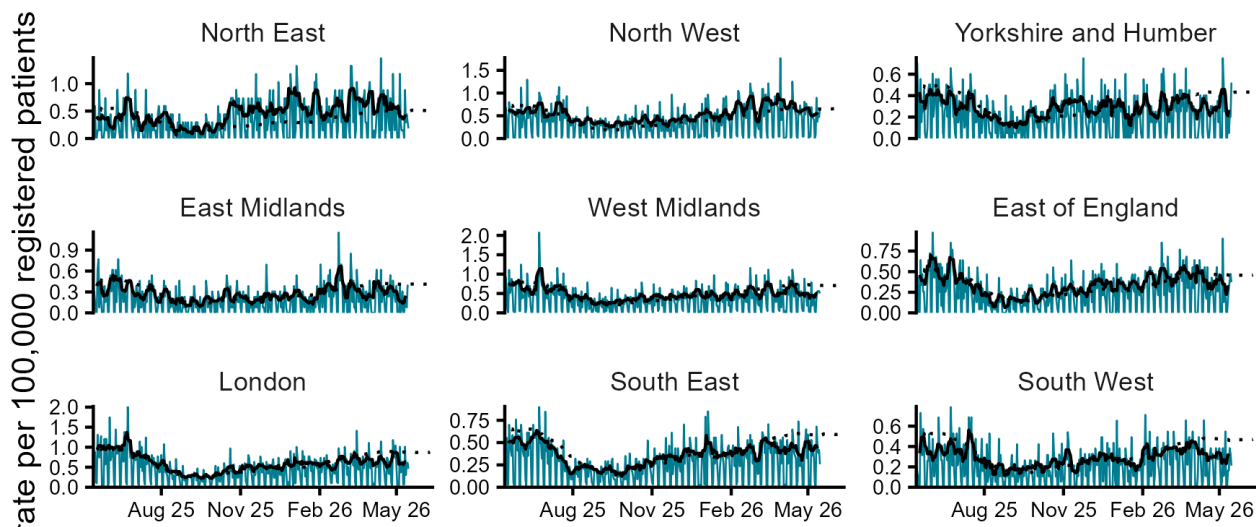 rate per 100,000 registered patients
North East
North West
Yorkshire and Humber
1.0
0.5
0.0
1.5
1.0
0.5
0.0
0.6
0.4
0.2
0.0
East Midlands
West Midlands
East of England
0.9
0.6
0.3
0.0
2.0
1.5
1.0
0.5
0.0
0.75
0.50
0.25
0.00
London
South East
South West
2.0
1.5
1.0
0.5
0.0
0.75
0.50
0.25
0.00
0.6
0.4
0.2
0.0
Aug 25 Nov 25 Feb 26 May 26
Aug 25 Nov 25 Feb 26 May 26
Aug 25 Nov 25 Feb 26 May 26